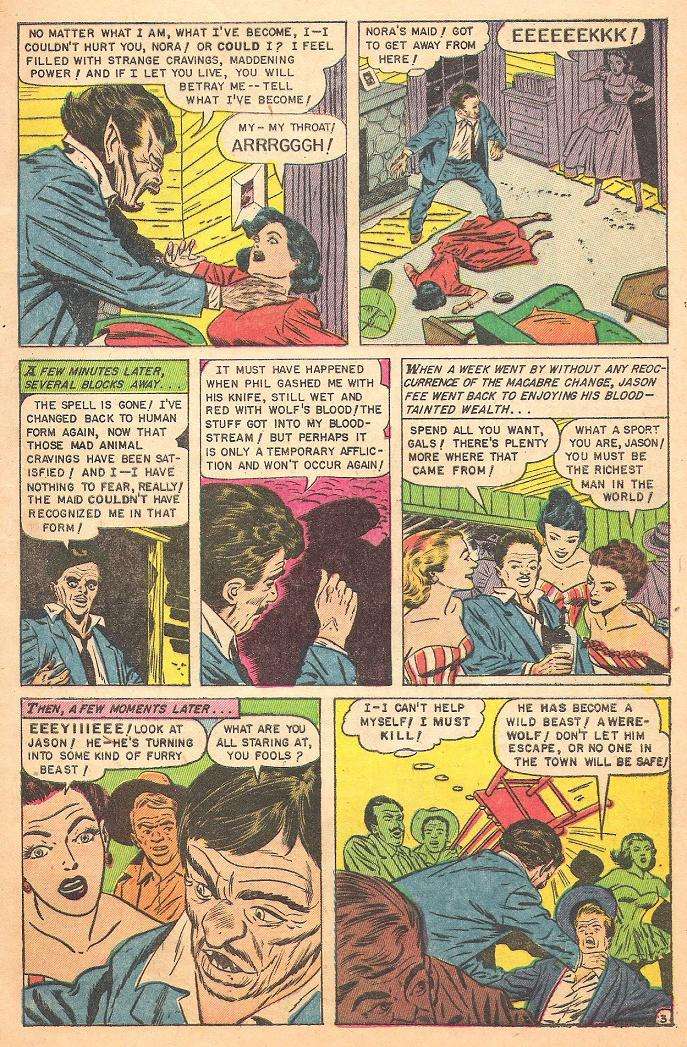 NO MATTER WHAT I AM, WHAT I'VE BECOME, I--I
COULDN'T HURT YOU, NORA! OR COULD I? I FEEL
FILLED WITH STRANGE CRAVINGS, MADDENING
POWER! AND IF I LET YOU LIVE, YOU WILL
BETRAY ME--TELL
WHAT I'VE BECOME!
MY--MY THROAT!
ARRRGGGH!
NORA'S MAID! GOT
TO GET AWAY FROM
HERE!
EEEEEEKKK!
A FEW MINUTES LATER,
SEVERAL BLOCKS AWAY...
THE SPELL IS GONE! I'VE
CHANGED BACK TO HUMAN
FORM AGAIN, NOW THAT
THOSE MAD ANIMAL
CRAVINGS HAVE BEEN SAT-
ISFIED! AND I--I HAVE
NOTHING TO FEAR, REALLY!
THE MAID COULDN'T HAVE
RECOGNIZED ME IN THAT
FORM!
IT MUST HAVE HAPPENED
WHEN PHIL GASHED ME WITH
HIS KNIFE, STILL WET AND
RED WITH WOLF'S BLOOD! THE
STUFF GOT INTO MY BLOOD-
STREAM! BUT PERHAPS IT
IS ONLY A TEMPORARY AFFLIC-
TION AND WON'T OCCUR AGAIN!
WHEN A WEEK WENT BY WITHOUT ANY REOC-
CURRENCE OF THE MACABRE CHANGE, JASON
FEE WENT BACK TO ENJOYING HIS BLOOD-
TAINTED WEALTH...
SPEND ALL YOU WANT,
GALS! THERE'S PLENTY
MORE WHERE THAT
CAME FROM!
WHAT A SPORT
YOU ARE, JASON!
YOU MUST BE
THE RICHEST
MAN IN THE
WORLD!
THEN, A FEW MOMENTS LATER...
EEEYIIIEEE! LOOK AT
JASON! HE--HE'S TURNING
INTO SOME KIND OF FURRY
BEAST!
WHAT ARE YOU
ALL STARING AT,
YOU FOOLS?
I-I CAN'T HELP
MYSELF! I MUST
KILL!
HE HAS BECOME A
WILD BEAST! A WERE-
WOLF! DON'T LET HIM
ESCAPE, OR NO ONE IN
THE TOWN WILL BE SAFE!
3